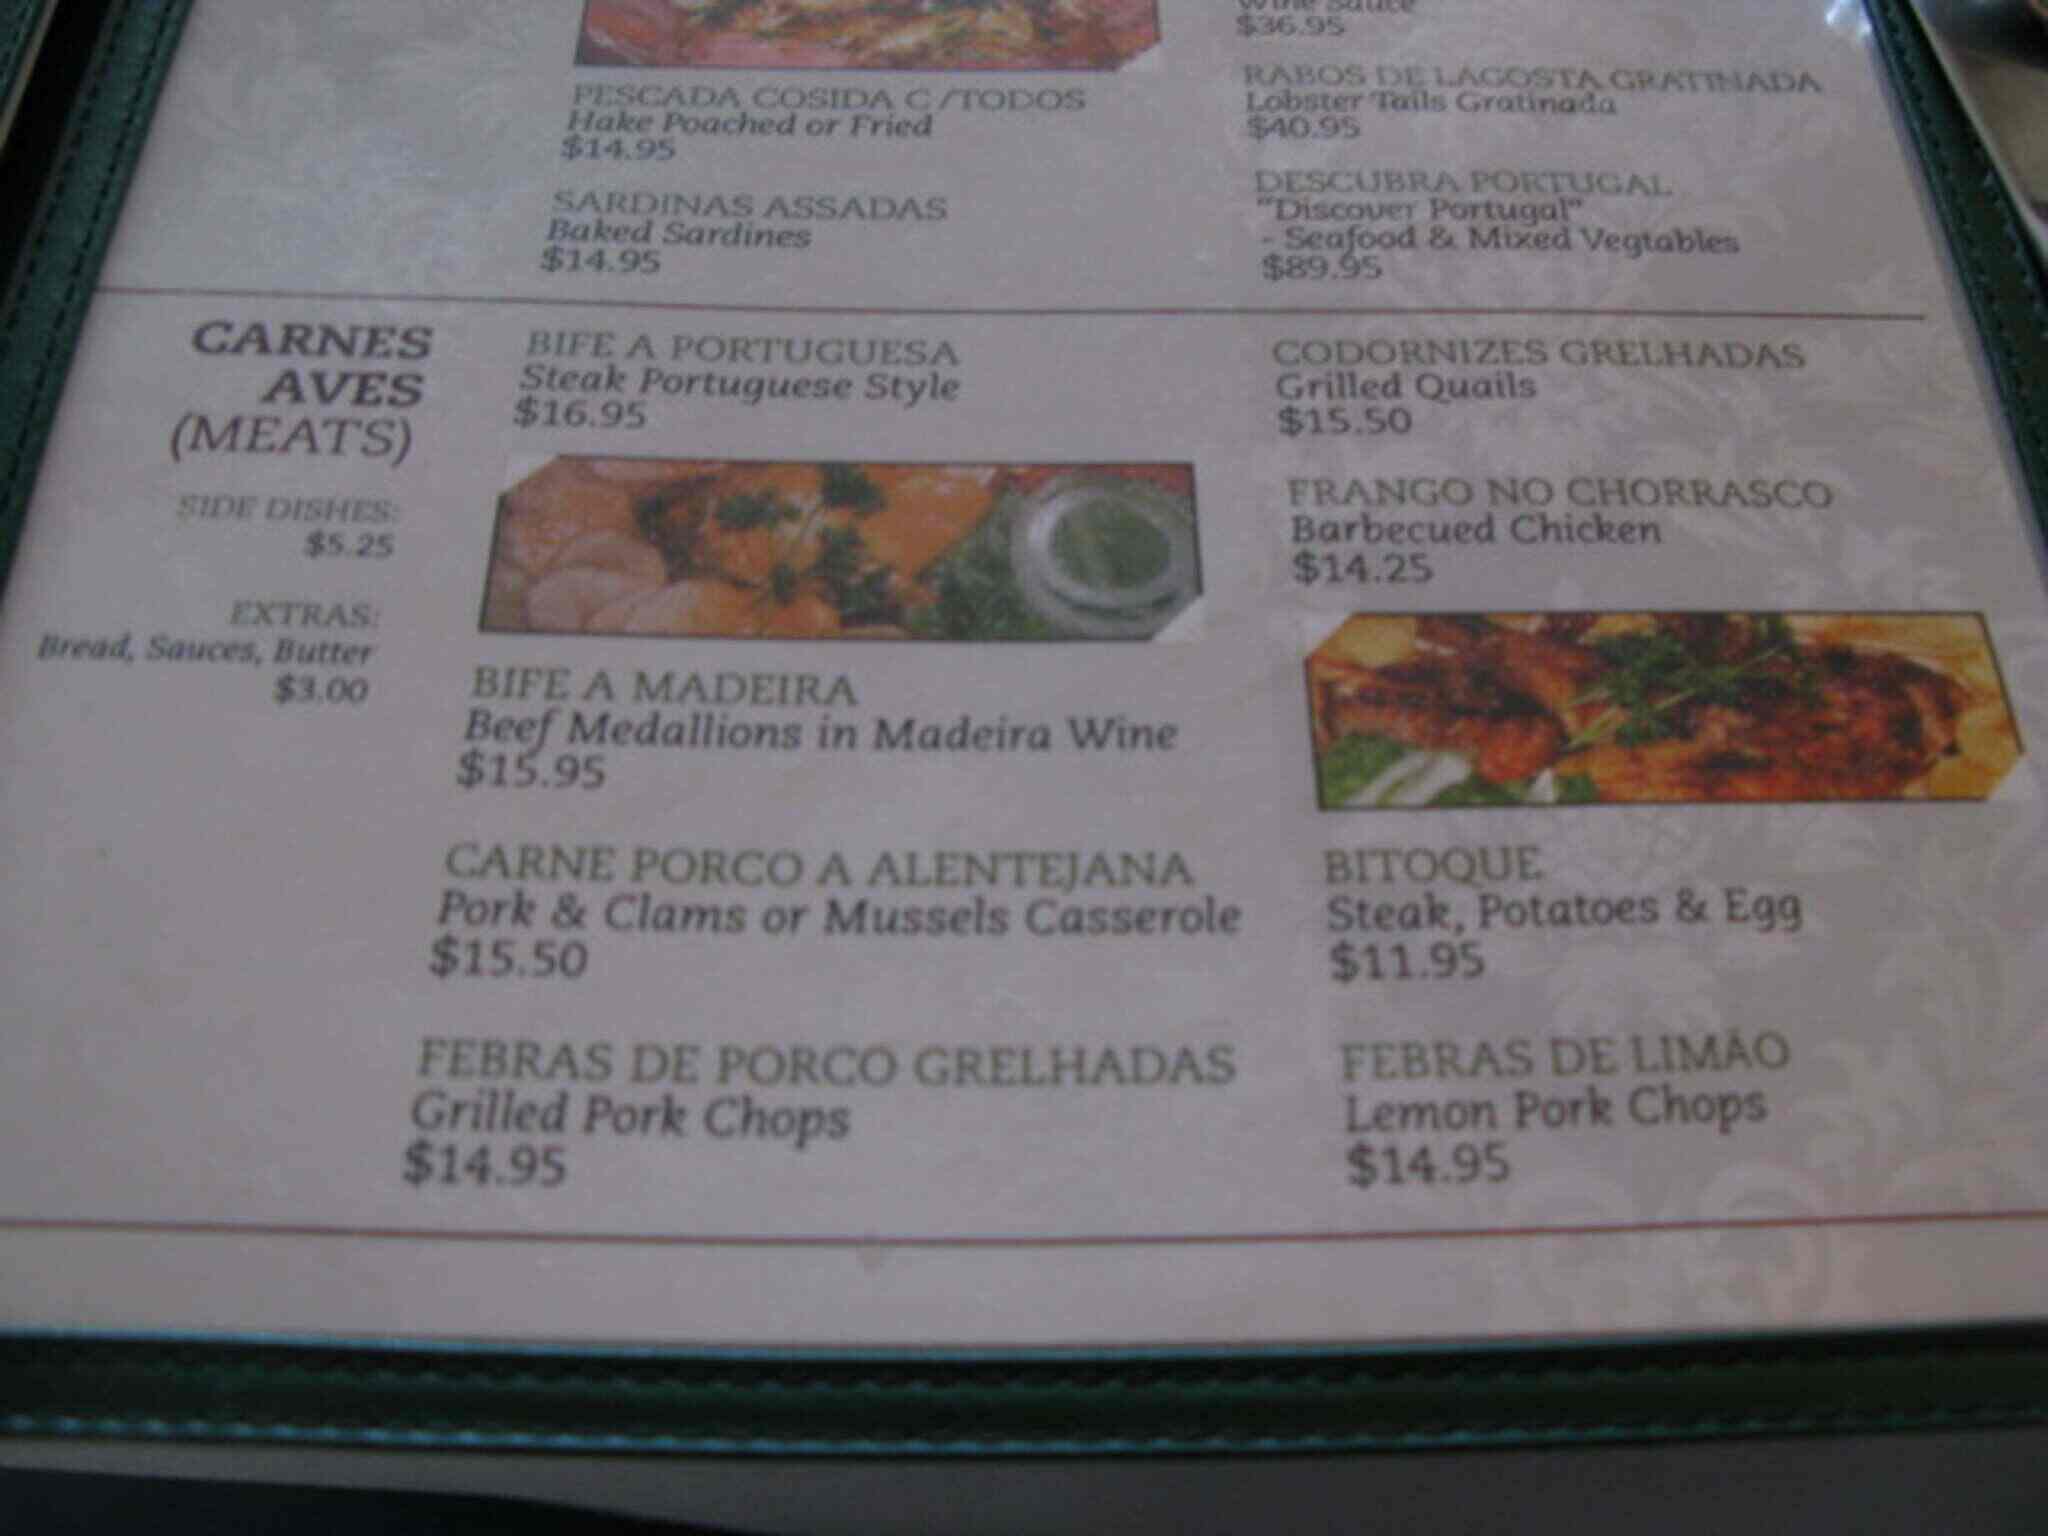 PESCADA COSIDA C/TODOS
Hake Poached or Fried
$14.95
SARDINAS ASSADAS
Baked Sardines
$14.95
Wine Sauce
$36.95
RABOS DE LAGOSTA GRATINADA
Lobster Tails Gratinada
$40.95
DESCUBRA PORTUGAL
"Discover Portugal"
- Seafood & Mixed Vegtables
$89.95
CARNES
AVES
(MEATS)
SIDE DISHES:
$5.25
EXTRAS:
Bread, Sauces, Butter
$3.00
BIFE A PORTUGUESA
Steak Portuguese Style
$16.95
BIFE A MADEIRA
Beef Medallions in Madeira Wine
$15.95
CARNE PORCO A ALENTEJANA
Pork & Clams or Mussels Casserole
$15.50
FEBRAS DE PORCO GRELHADAS
Grilled Pork Chops
$14.95
CODORNIZES GRELHADAS
Grilled Quails
$15.50
FRANGO NO CHORRASCO
Barbecued Chicken
$14.25
BITOQUE
Steak, Potatoes & Egg
$11.95
FEBRAS DE LIMÃO
Lemon Pork Chops
$14.95